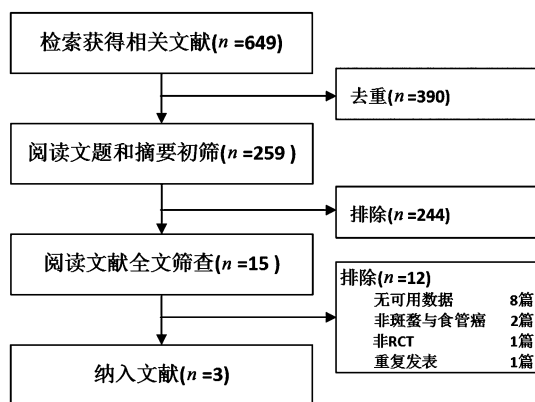 检索获得相关文献(n=649)
去重(n=390)
阅读文题和摘要初筛(n=259)
排除(n=244)
阅读文献全文筛查(n=15)
排除(n=12)
无可用数据 8篇
非斑蝥与食管癌 2篇
非RCT 1篇
重复发表 1篇
纳入文献(n=3)